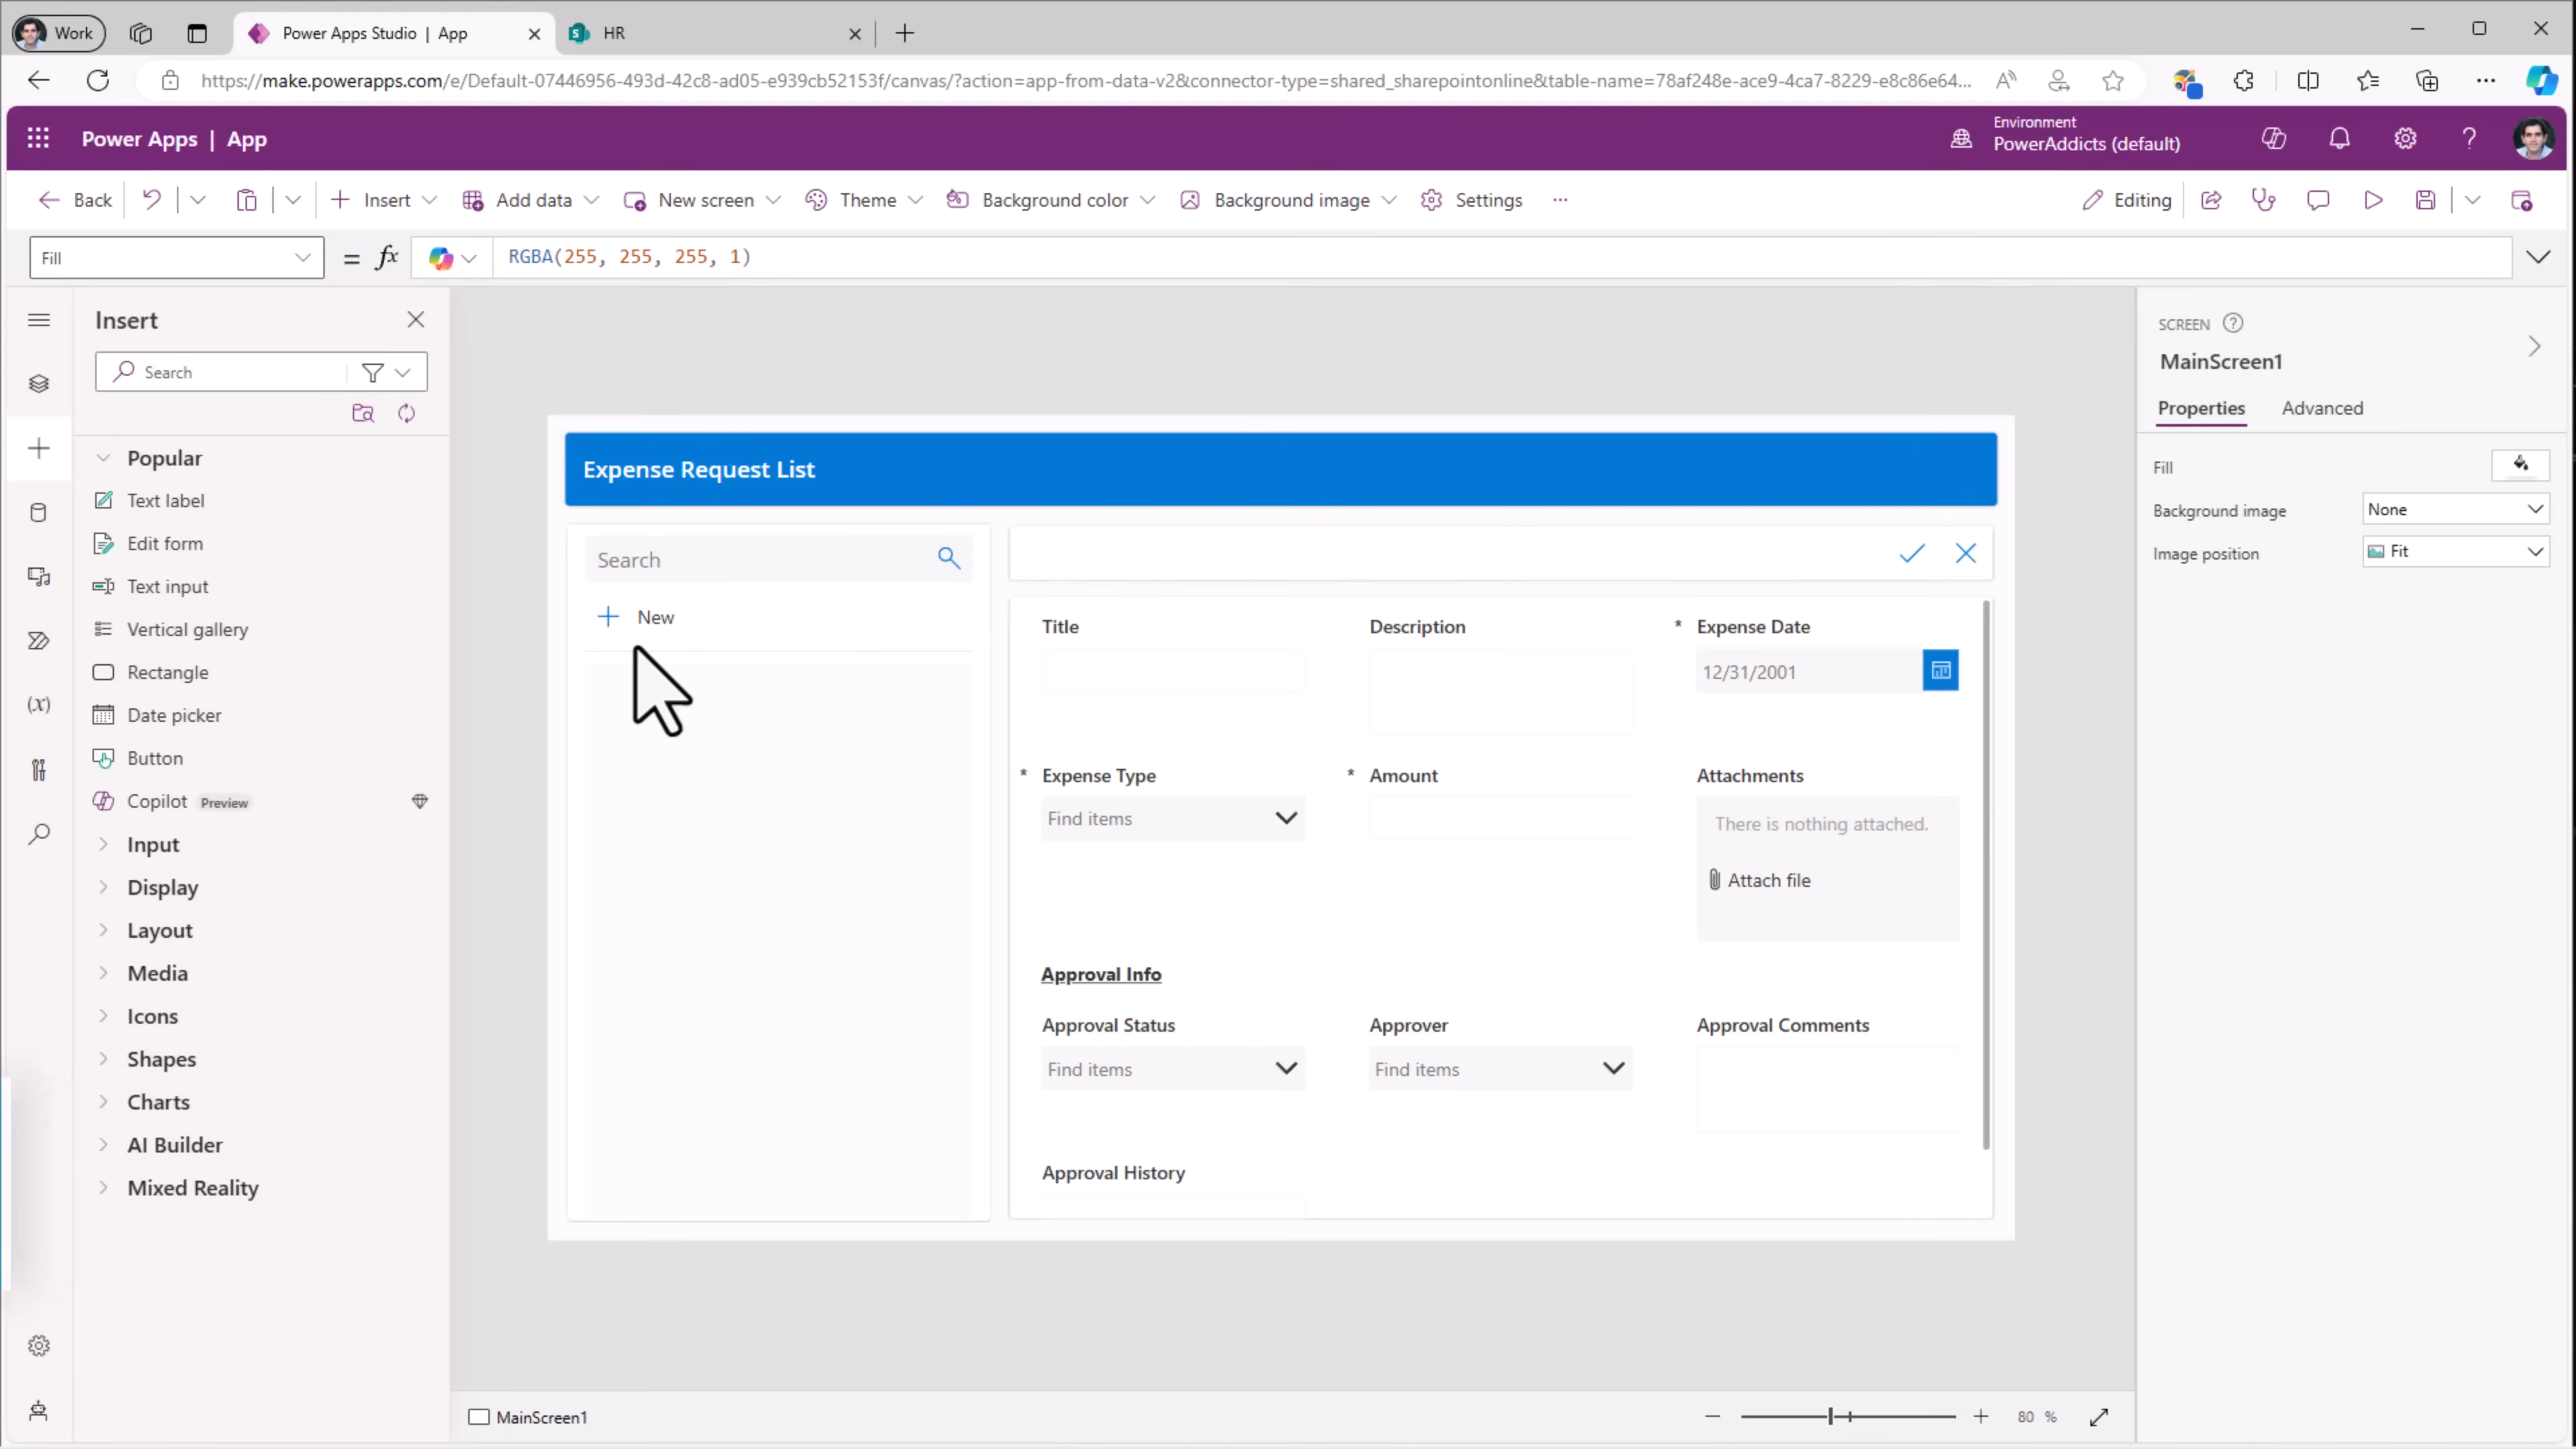 Work
Power Apps Studio | App
HR
https://make.powerapps.com/e/Default-07446956-493d-42c8-ad05-e939cb52153f/canvas/?action=app-from-data-v2&connector-type=shared_sharepointonline&table-name=78af248e-ace9-4ca7-8229-e8c86e64...
Power Apps | App
Environment
PowerAddicts (default)
Back
Insert
Add data
New screen
Theme
Background color
Background image
Settings
Editing
Fill
= fx
RGBA(255, 255, 255, 1)
Insert
Search
Popular
Text label
Edit form
Text input
Vertical gallery
Rectangle
Date picker
Button
Copilot Preview
Input
Display
Layout
Media
Icons
Shapes
Charts
AI Builder
Mixed Reality
Expense Request List
Search
New
Title
Description
* Expense Date
12/31/2001
* Expense Type
* Amount
Attachments
Find items
There is nothing attached.
Attach file
Approval Info
Approval Status
Approver
Approval Comments
Find items
Find items
Approval History
SCREEN
MainScreen1
Properties
Advanced
Fill
Background image
None
Image position
Fit
MainScreen1
80 %